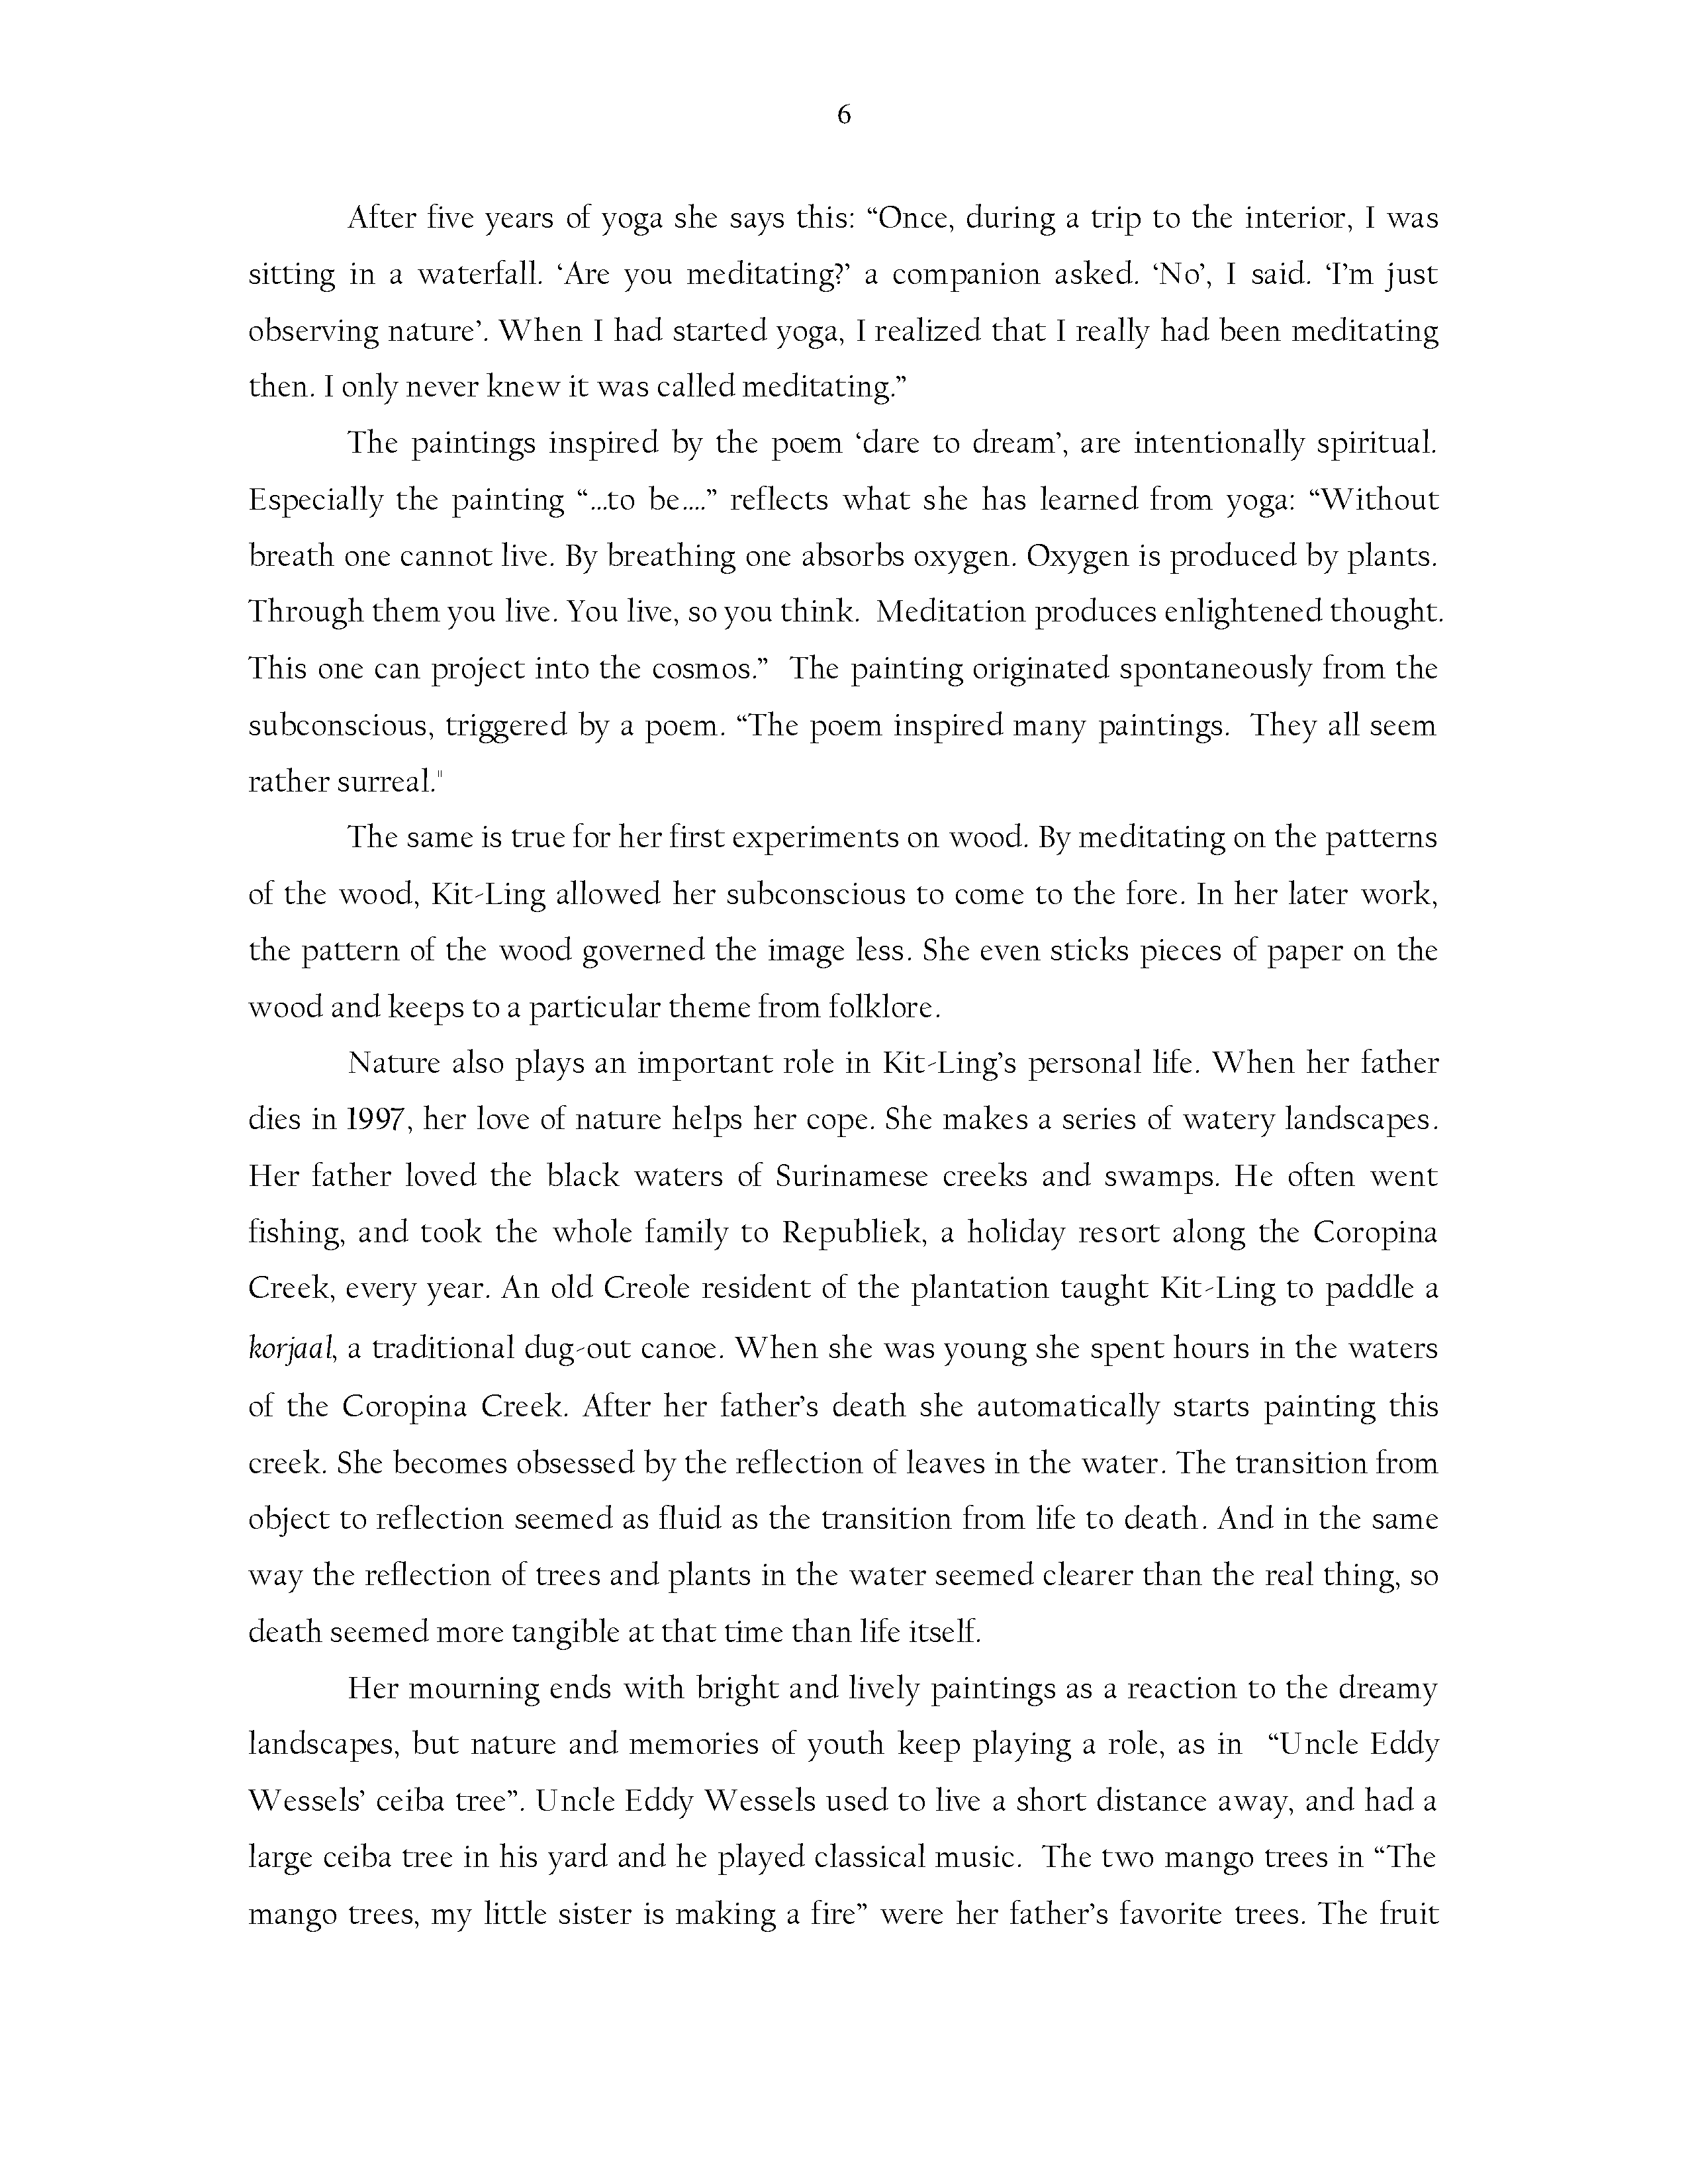 6
After five years of yoga she says this: “Once, during a trip to the interior, I was
sitting in a waterfall. ‘Are you meditating?’ a companion asked. ‘No’, I said. ‘I’m just
observing nature’. When I had started yoga, I realized that I really had been meditating
then. I only never knew it was called meditating.”
The paintings inspired by the poem ‘dare to dream’, are intentionally spiritual.
Especially the painting “...to be....” reflects what she has learned from yoga: “Without
breath one cannot live. By breathing one absorbs oxygen. Oxygen is produced by plants.
Through them you live. You live, so you think.  Meditation produces enlightened thought.
This one can project into the cosmos.”  The painting originated spontaneously from the
subconscious, triggered by a poem. “The poem inspired many paintings.  They all seem
rather surreal."
The same is true for her first experiments on wood. By meditating on the patterns
of the wood, Kit-Ling allowed her subconscious to come to the fore. In her later work,
the pattern of the wood governed the image less. She even sticks pieces of paper on the
wood and keeps to a particular theme from folklore.
Nature also plays an important role in Kit-Ling’s personal life. When her father
dies in 1997, her love of nature helps her cope. She makes a series of watery landscapes.
Her father loved the black waters of Surinamese creeks and swamps. He often went
fishing, and took the whole family to Republiek, a holiday resort along the Coropina
Creek, every year. An old Creole resident of the plantation taught Kit-Ling to paddle a
korjaal, a traditional dug-out canoe. When she was young she spent hours in the waters
of the Coropina Creek. After her father’s death she automatically starts painting this
creek. She becomes obsessed by the reflection of leaves in the water. The transition from
object to reflection seemed as fluid as the transition from life to death. And in the same
way the reflection of trees and plants in the water seemed clearer than the real thing, so
death seemed more tangible at that time than life itself.
Her mourning ends with bright and lively paintings as a reaction to the dreamy
landscapes, but nature and memories of youth keep playing a role, as in  “Uncle Eddy
Wessels’ ceiba tree”. Uncle Eddy Wessels used to live a short distance away, and had a
large ceiba tree in his yard and he played classical music.  The two mango trees in “The
mango trees, my little sister is making a fire” were her father’s favorite trees. The fruit